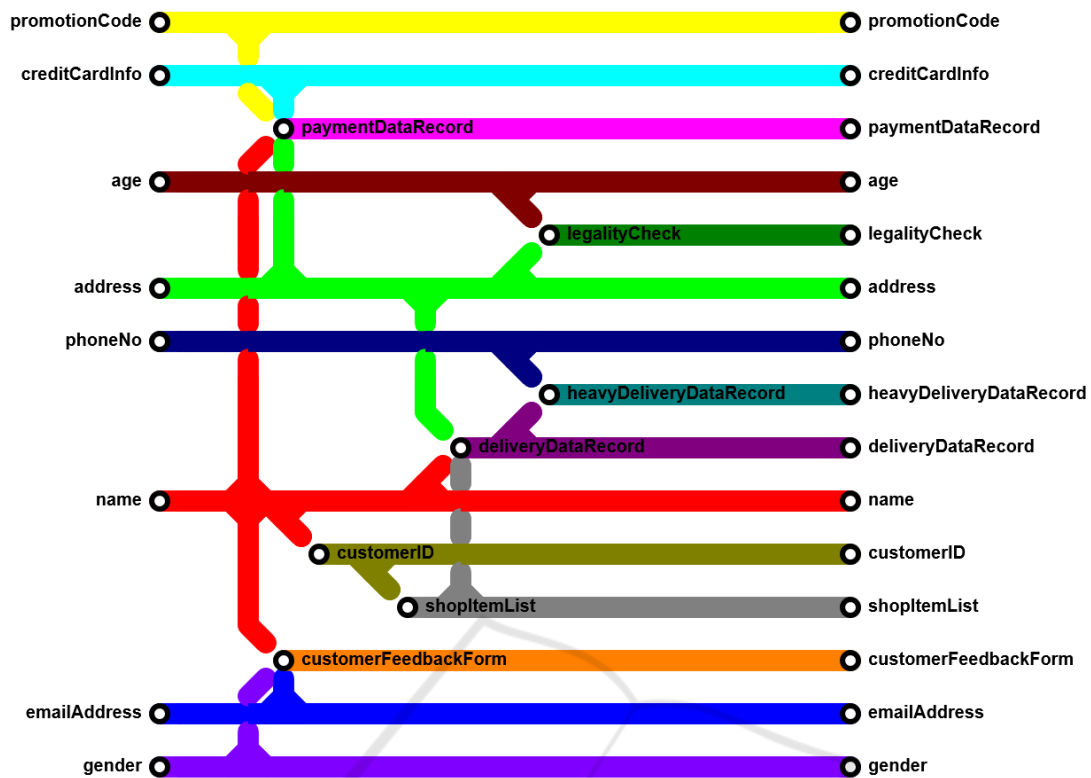 promotionCode promotionCode
creditCardInfo creditCardInfo
paymentDataRecord paymentDataRecord
age age
legalityCheck legalityCheck
address address
phoneNo phoneNo
heavyDeliveryDataRecord heavyDeliveryDataRecord
deliveryDataRecord deliveryDataRecord
name name
customerID customerID
shopItemList shopItemList
customerFeedbackForm customerFeedbackForm
emailAddress emailAddress
gender gender